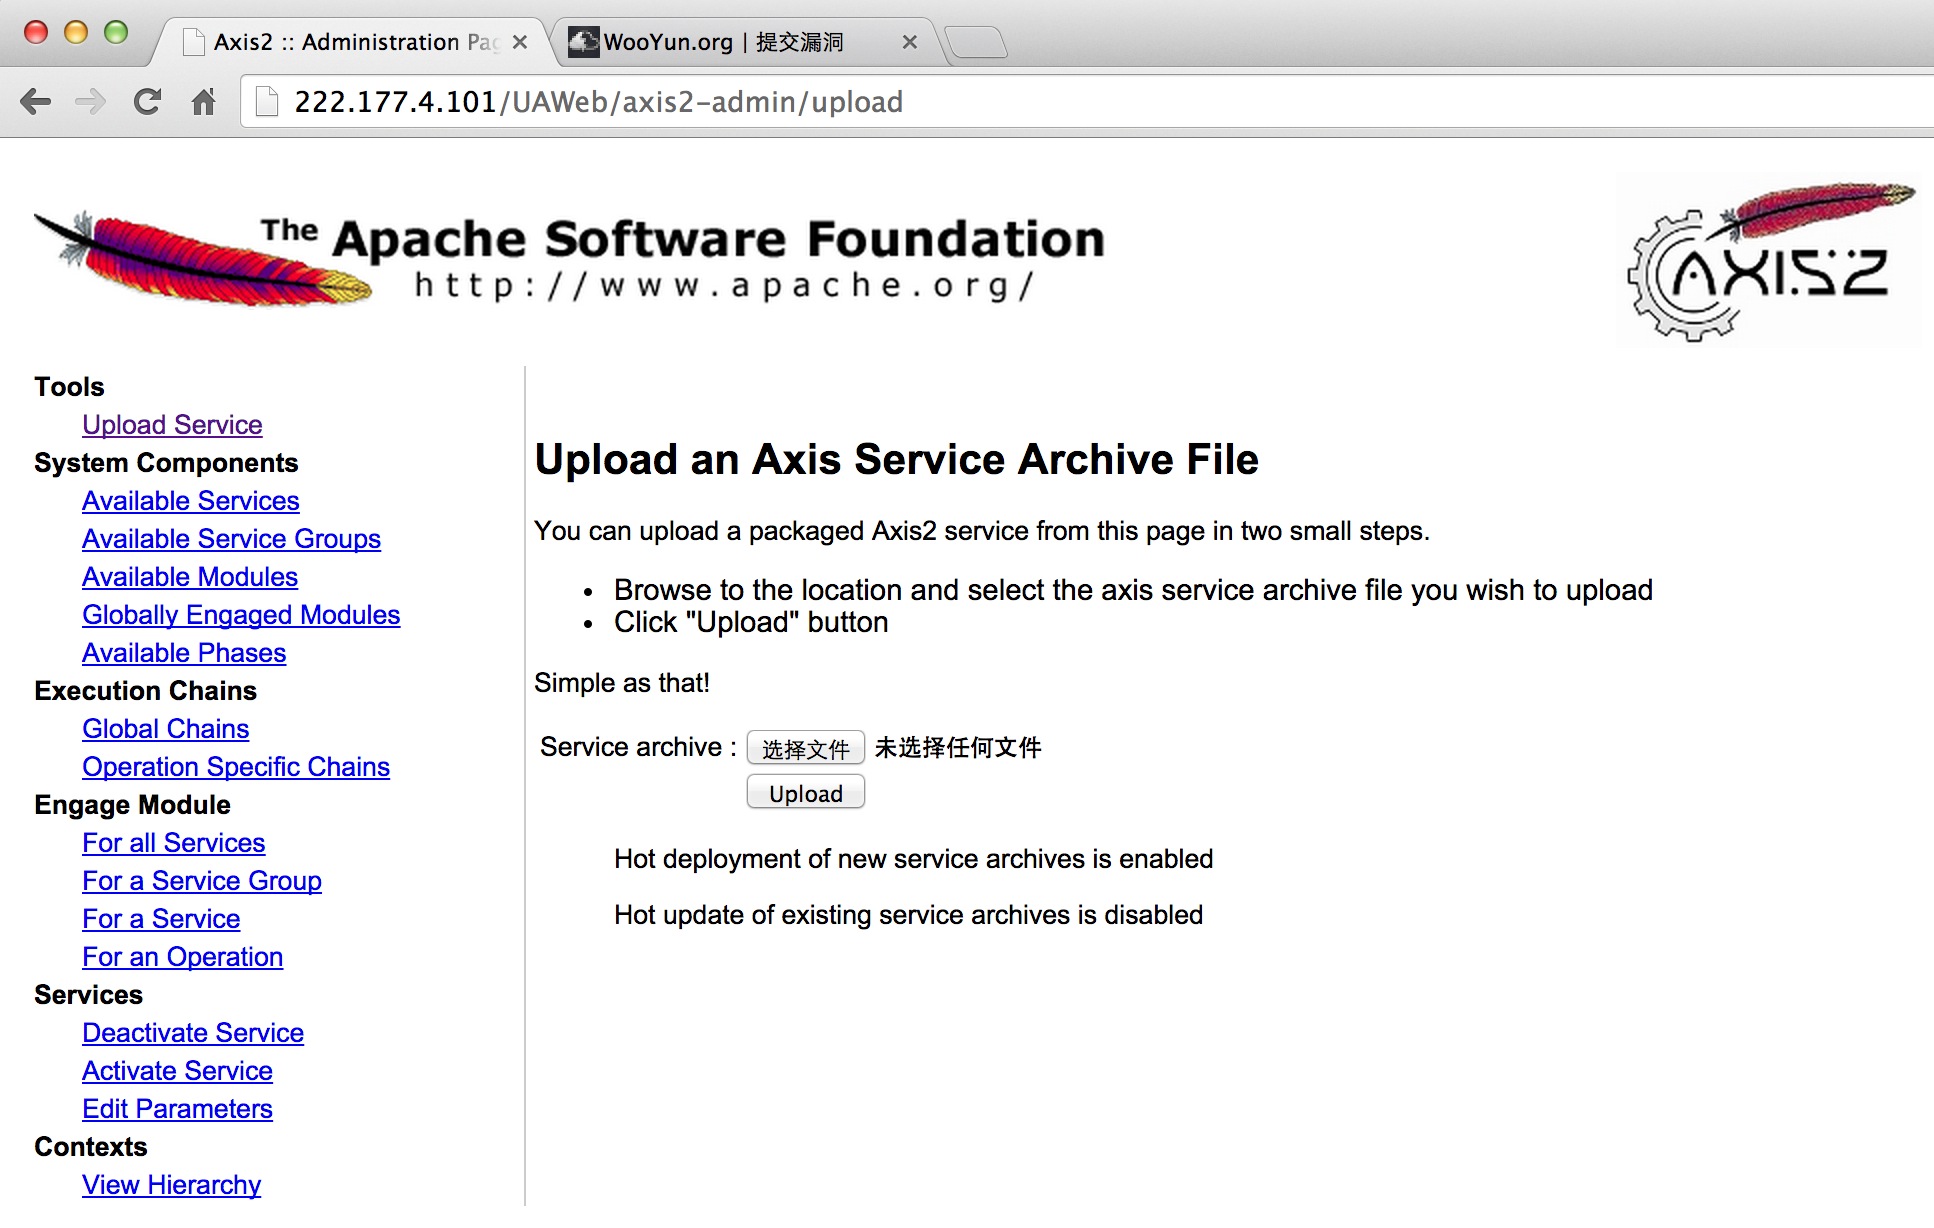 Axis2 :: Administration Pag
WooYun.org | 提交漏洞
222.177.4.101/UAWeb/axis2-admin/upload
The Apache Software Foundation
http://www.apache.org/
AXIS2
Tools
Upload Service
System Components
Available Services
Available Service Groups
Available Modules
Globally Engaged Modules
Available Phases
Execution Chains
Global Chains
Operation Specific Chains
Engage Module
For all Services
For a Service Group
For a Service
For an Operation
Services
Deactivate Service
Activate Service
Edit Parameters
Contexts
View Hierarchy
Upload an Axis Service Archive File
You can upload a packaged Axis2 service from this page in two small steps.
• Browse to the location and select the axis service archive file you wish to upload
• Click "Upload" button
Simple as that!
Service archive : 选择文件 未选择任何文件
Upload
Hot deployment of new service archives is enabled
Hot update of existing service archives is disabled